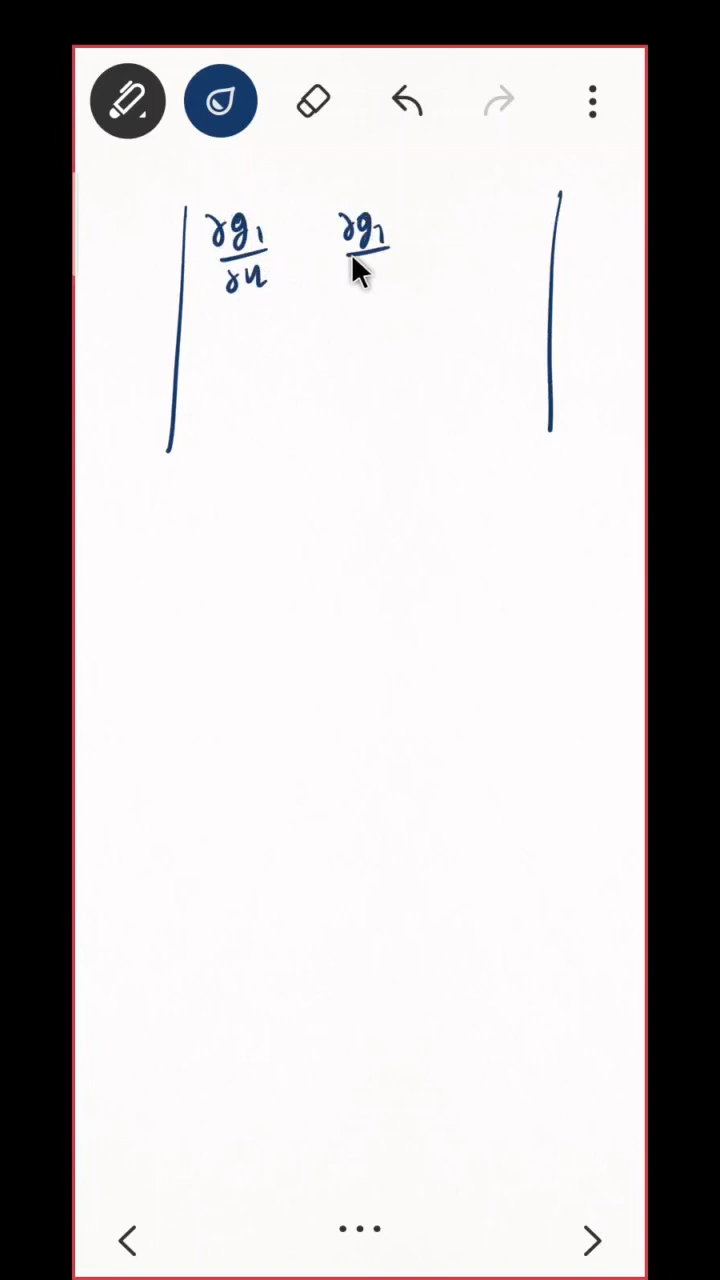 | ∂g₁ ∂g₁ |
∂x